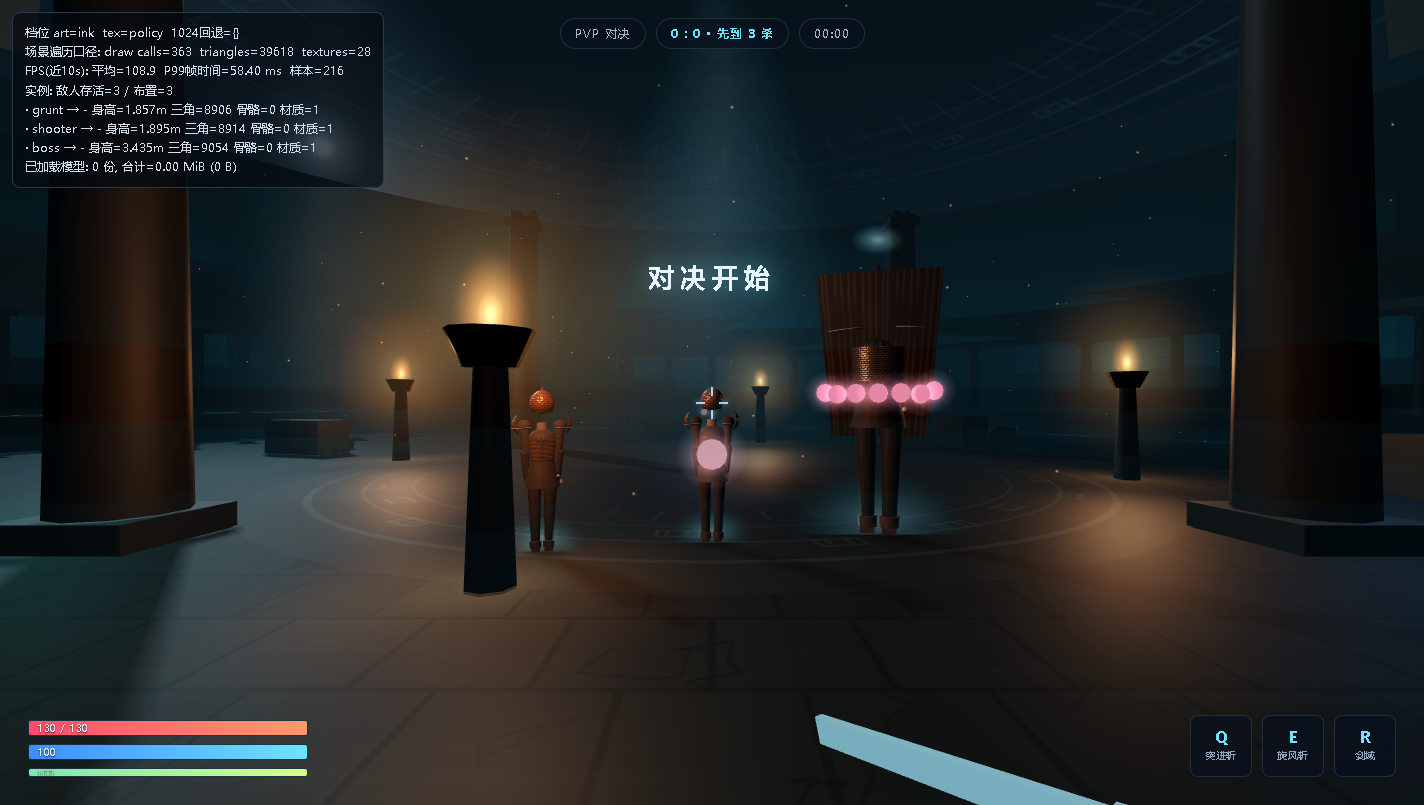 档位 art=ink tex=policy 1024回退={}
场景遍历口径: draw calls=363 triangles=39618 textures=28
FPS(近10s): 平均=108.9 P99帧时间=58.40 ms 样本=216
实例: 敌人存活=3 / 布置=3
· grunt → - 身高=1.857m 三角=8906 骨骼=0 材质=1
· shooter → - 身高=1.895m 三角=8914 骨骼=0 材质=1
· boss → - 身高=3.435m 三角=9054 骨骼=0 材质=1
已加载模型: 0 份, 合计=0.00 MiB (0 B)
PVP 对决
0 : 0 · 先到 3 杀
00:00
对决开始
130 / 130
100
Q
突进斩
E
旋风斩
R
剑域